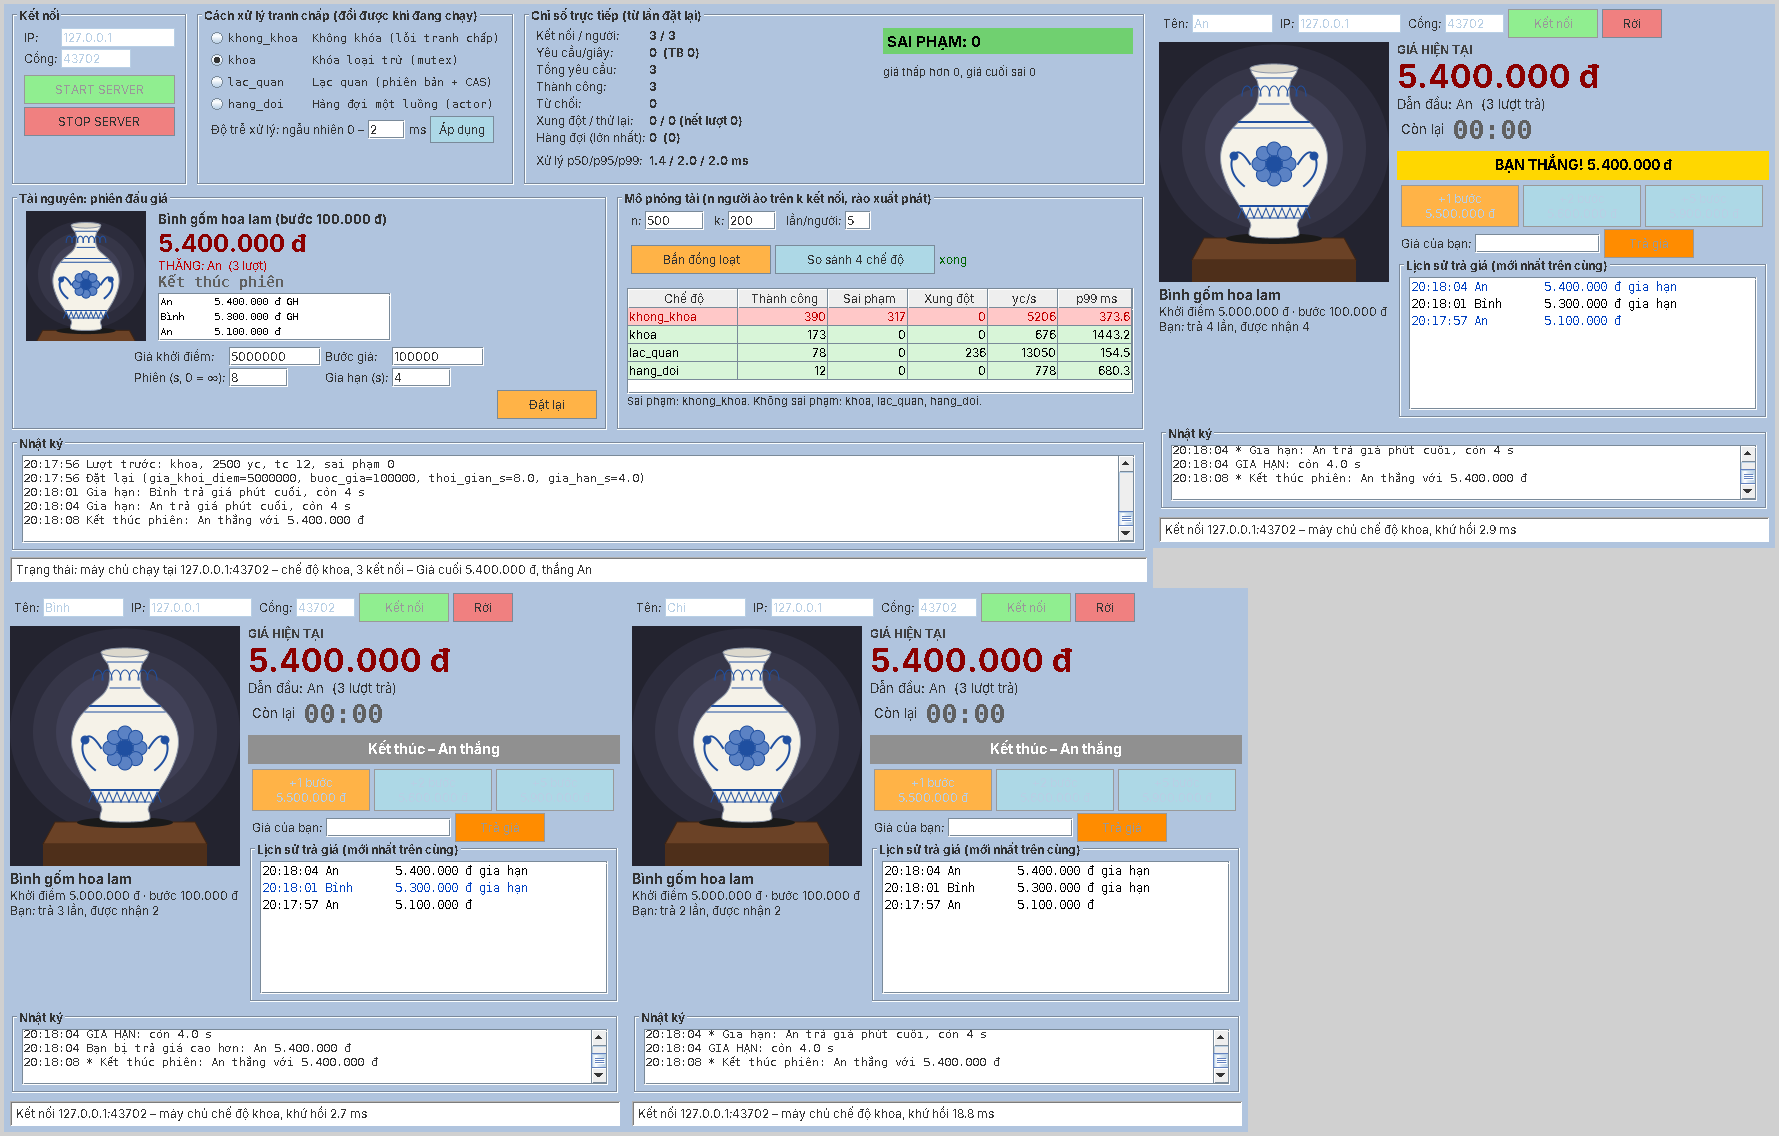 Kết nối
IP: 127.0.0.1
Cổng: 43702
START SERVER
STOP SERVER
Cách xử lý tranh chấp (đổi được khi đang chạy)
khong_khoa Không khóa (lỗi tranh chấp)
khoa Khóa loại trừ (mutex)
lac_quan Lạc quan (phiên bản + CAS)
hang_doi Hàng đợi một luồng (actor)
Độ trễ xử lý: ngẫu nhiên 0 – 2 ms Áp dụng
Chỉ số trực tiếp (từ lần đặt lại)
Kết nối / người: 3 / 3
Yêu cầu/giây: 0 (TB 0)
Tổng yêu cầu: 3
Thành công: 3
Từ chối: 0
Xung đột / thử lại: 0 / 0 (hết lượt 0)
Hàng đợi (lớn nhất): 0 (0)
Xử lý p50/p95/p99: 1.4 / 2.0 / 2.0 ms
SAI PHẠM: 0
giá thấp hơn 0, giá cuối sai 0
Tài nguyên: phiên đấu giá
Bình gốm hoa lam (bước 100.000 đ)
5.400.000 đ
THẮNG: An (3 lượt)
Kết thúc phiên
An 5.400.000 đ GH
Bình 5.300.000 đ GH
An 5.100.000 đ
Giá khởi điểm: 5000000 Bước giá: 100000
Phiên (s, 0 = ∞): 8 Gia hạn (s): 4
Đặt lại
Mô phỏng tải (n người ảo trên k kết nối, rào xuất phát)
n: 500 k: 200 lần/người: 5
Bắn đồng loạt So sánh 4 chế độ xong
Chế độ Thành công Sai phạm Xung đột yc/s p99 ms
khong_khoa 390 317 0 5206 373.6
khoa 173 0 0 676 1443.2
lac_quan 78 0 236 13050 154.5
hang_doi 12 0 0 778 680.3
Sai phạm: khong_khoa. Không sai phạm: khoa, lac_quan, hang_doi.
Nhật ký
20:17:56 Lượt trước: khoa, 2500 yc, tc 12, sai phạm 0
20:17:56 Đặt lại (gia_khoi_diem=5000000, buoc_gia=100000, thoi_gian_s=8.0, gia_han_s=4.0)
20:18:01 Gia hạn: Bình trả giá phút cuối, còn 4 s
20:18:04 Gia hạn: An trả giá phút cuối, còn 4 s
20:18:08 Kết thúc phiên: An thắng với 5.400.000 đ
Trạng thái: máy chủ chạy tại 127.0.0.1:43702 – chế độ khoa, 3 kết nối – Giá cuối 5.400.000 đ, thắng An
Tên: An IP: 127.0.0.1 Cổng: 43702 Kết nối Rời
GIÁ HIỆN TẠI
5.400.000 đ
Dẫn đầu: An (3 lượt trả)
Còn lại 00:00
BẠN THẮNG! 5.400.000 đ
+1 bước
5.500.000 đ
Giá của bạn:
Bình gốm hoa lam
Khởi điểm 5.000.000 đ · bước 100.000 đ
Bạn: trả 4 lần, được nhận 4
Lịch sử trả giá (mới nhất trên cùng)
20:18:04 An 5.400.000 đ gia hạn
20:18:01 Bình 5.300.000 đ gia hạn
20:17:57 An 5.100.000 đ
Nhật ký
20:18:04 * Gia hạn: An trả giá phút cuối, còn 4 s
20:18:04 GIA HẠN: còn 4.0 s
20:18:08 * Kết thúc phiên: An thắng với 5.400.000 đ
Kết nối 127.0.0.1:43702 – máy chủ chế độ khoa, khứ hồi 2.9 ms
Tên: Bình IP: 127.0.0.1 Cổng: 43702 Kết nối Rời
GIÁ HIỆN TẠI
5.400.000 đ
Dẫn đầu: An (3 lượt trả)
Còn lại 00:00
Kết thúc – An thắng
+1 bước
5.500.000 đ
Giá của bạn:
Bình gốm hoa lam
Khởi điểm 5.000.000 đ · bước 100.000 đ
Bạn: trả 3 lần, được nhận 2
Lịch sử trả giá (mới nhất trên cùng)
20:18:04 An 5.400.000 đ gia hạn
20:18:01 Bình 5.300.000 đ gia hạn
20:17:57 An 5.100.000 đ
Nhật ký
20:18:04 GIA HẠN: còn 4.0 s
20:18:04 Bạn bị trả giá cao hơn: An 5.400.000 đ
20:18:08 * Kết thúc phiên: An thắng với 5.400.000 đ
Kết nối 127.0.0.1:43702 – máy chủ chế độ khoa, khứ hồi 2.7 ms
Tên: Chi IP: 127.0.0.1 Cổng: 43702 Kết nối Rời
GIÁ HIỆN TẠI
5.400.000 đ
Dẫn đầu: An (3 lượt trả)
Còn lại 00:00
Kết thúc – An thắng
+1 bước
5.500.000 đ
Giá của bạn:
Bình gốm hoa lam
Khởi điểm 5.000.000 đ · bước 100.000 đ
Bạn: trả 2 lần, được nhận 2
Lịch sử trả giá (mới nhất trên cùng)
20:18:04 An 5.400.000 đ gia hạn
20:18:01 Bình 5.300.000 đ gia hạn
20:17:57 An 5.100.000 đ
Nhật ký
20:18:04 * Gia hạn: An trả giá phút cuối, còn 4 s
20:18:04 GIA HẠN: còn 4.0 s
20:18:08 * Kết thúc phiên: An thắng với 5.400.000 đ
Kết nối 127.0.0.1:43702 – máy chủ chế độ khoa, khứ hồi 18.8 ms